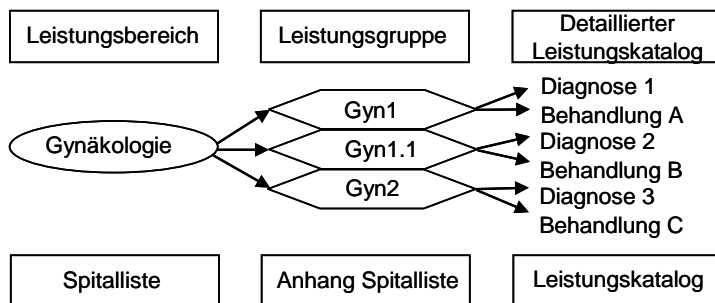 Leistungsbereich
Leistungsgruppe
Detaillierter
Leistungskatalog
Gynäkologie
Gyn1
Gyn1.1
Gyn2
Diagnose 1
Behandlung A
Diagnose 2
Behandlung B
Diagnose 3
Behandlung C
Spitalliste
Anhang Spitalliste
Leistungskatalog